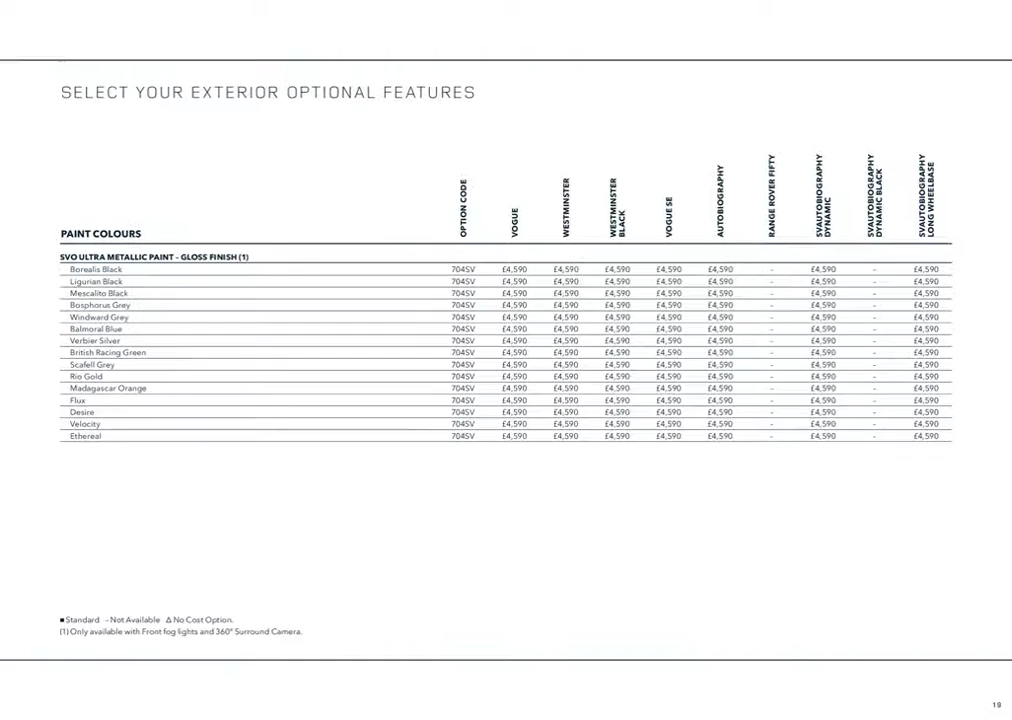 SELECT YOUR EXTERIOR OPTIONAL FEATURES
PAINT COLOURS OPTION CODE VOGUE WESTMINSTER WESTMINSTER BLACK VOGUE SE AUTOBIOGRAPHY RANGE ROVER FIFTY SVAUTOBIOGRAPHY DYNAMIC SVAUTOBIOGRAPHY DYNAMIC BLACK SVAUTOBIOGRAPHY LONG WHEELBASE
SVO ULTRA METALLIC PAINT – GLOSS FINISH (1)
Borealis Black 704SV £4,590 £4,590 £4,590 £4,590 £4,590 - £4,590 - £4,590
Ligurian Black 704SV £4,590 £4,590 £4,590 £4,590 £4,590 - £4,590 - £4,590
Mescalito Black 704SV £4,590 £4,590 £4,590 £4,590 £4,590 - £4,590 - £4,590
Bosphorus Grey 704SV £4,590 £4,590 £4,590 £4,590 £4,590 - £4,590 - £4,590
Windward Grey 704SV £4,590 £4,590 £4,590 £4,590 £4,590 - £4,590 - £4,590
Balmoral Blue 704SV £4,590 £4,590 £4,590 £4,590 £4,590 - £4,590 - £4,590
Verbier Silver 704SV £4,590 £4,590 £4,590 £4,590 £4,590 - £4,590 - £4,590
British Racing Green 704SV £4,590 £4,590 £4,590 £4,590 £4,590 - £4,590 - £4,590
Scafell Grey 704SV £4,590 £4,590 £4,590 £4,590 £4,590 - £4,590 - £4,590
Rio Gold 704SV £4,590 £4,590 £4,590 £4,590 £4,590 - £4,590 - £4,590
Madagascar Orange 704SV £4,590 £4,590 £4,590 £4,590 £4,590 - £4,590 - £4,590
Flux 704SV £4,590 £4,590 £4,590 £4,590 £4,590 - £4,590 - £4,590
Desire 704SV £4,590 £4,590 £4,590 £4,590 £4,590 - £4,590 - £4,590
Velocity 704SV £4,590 £4,590 £4,590 £4,590 £4,590 - £4,590 - £4,590
Ethereal 704SV £4,590 £4,590 £4,590 £4,590 £4,590 - £4,590 - £4,590
■ Standard - Not Available Δ No Cost Option.
(1) Only available with Front fog lights and 360° Surround Camera.
19